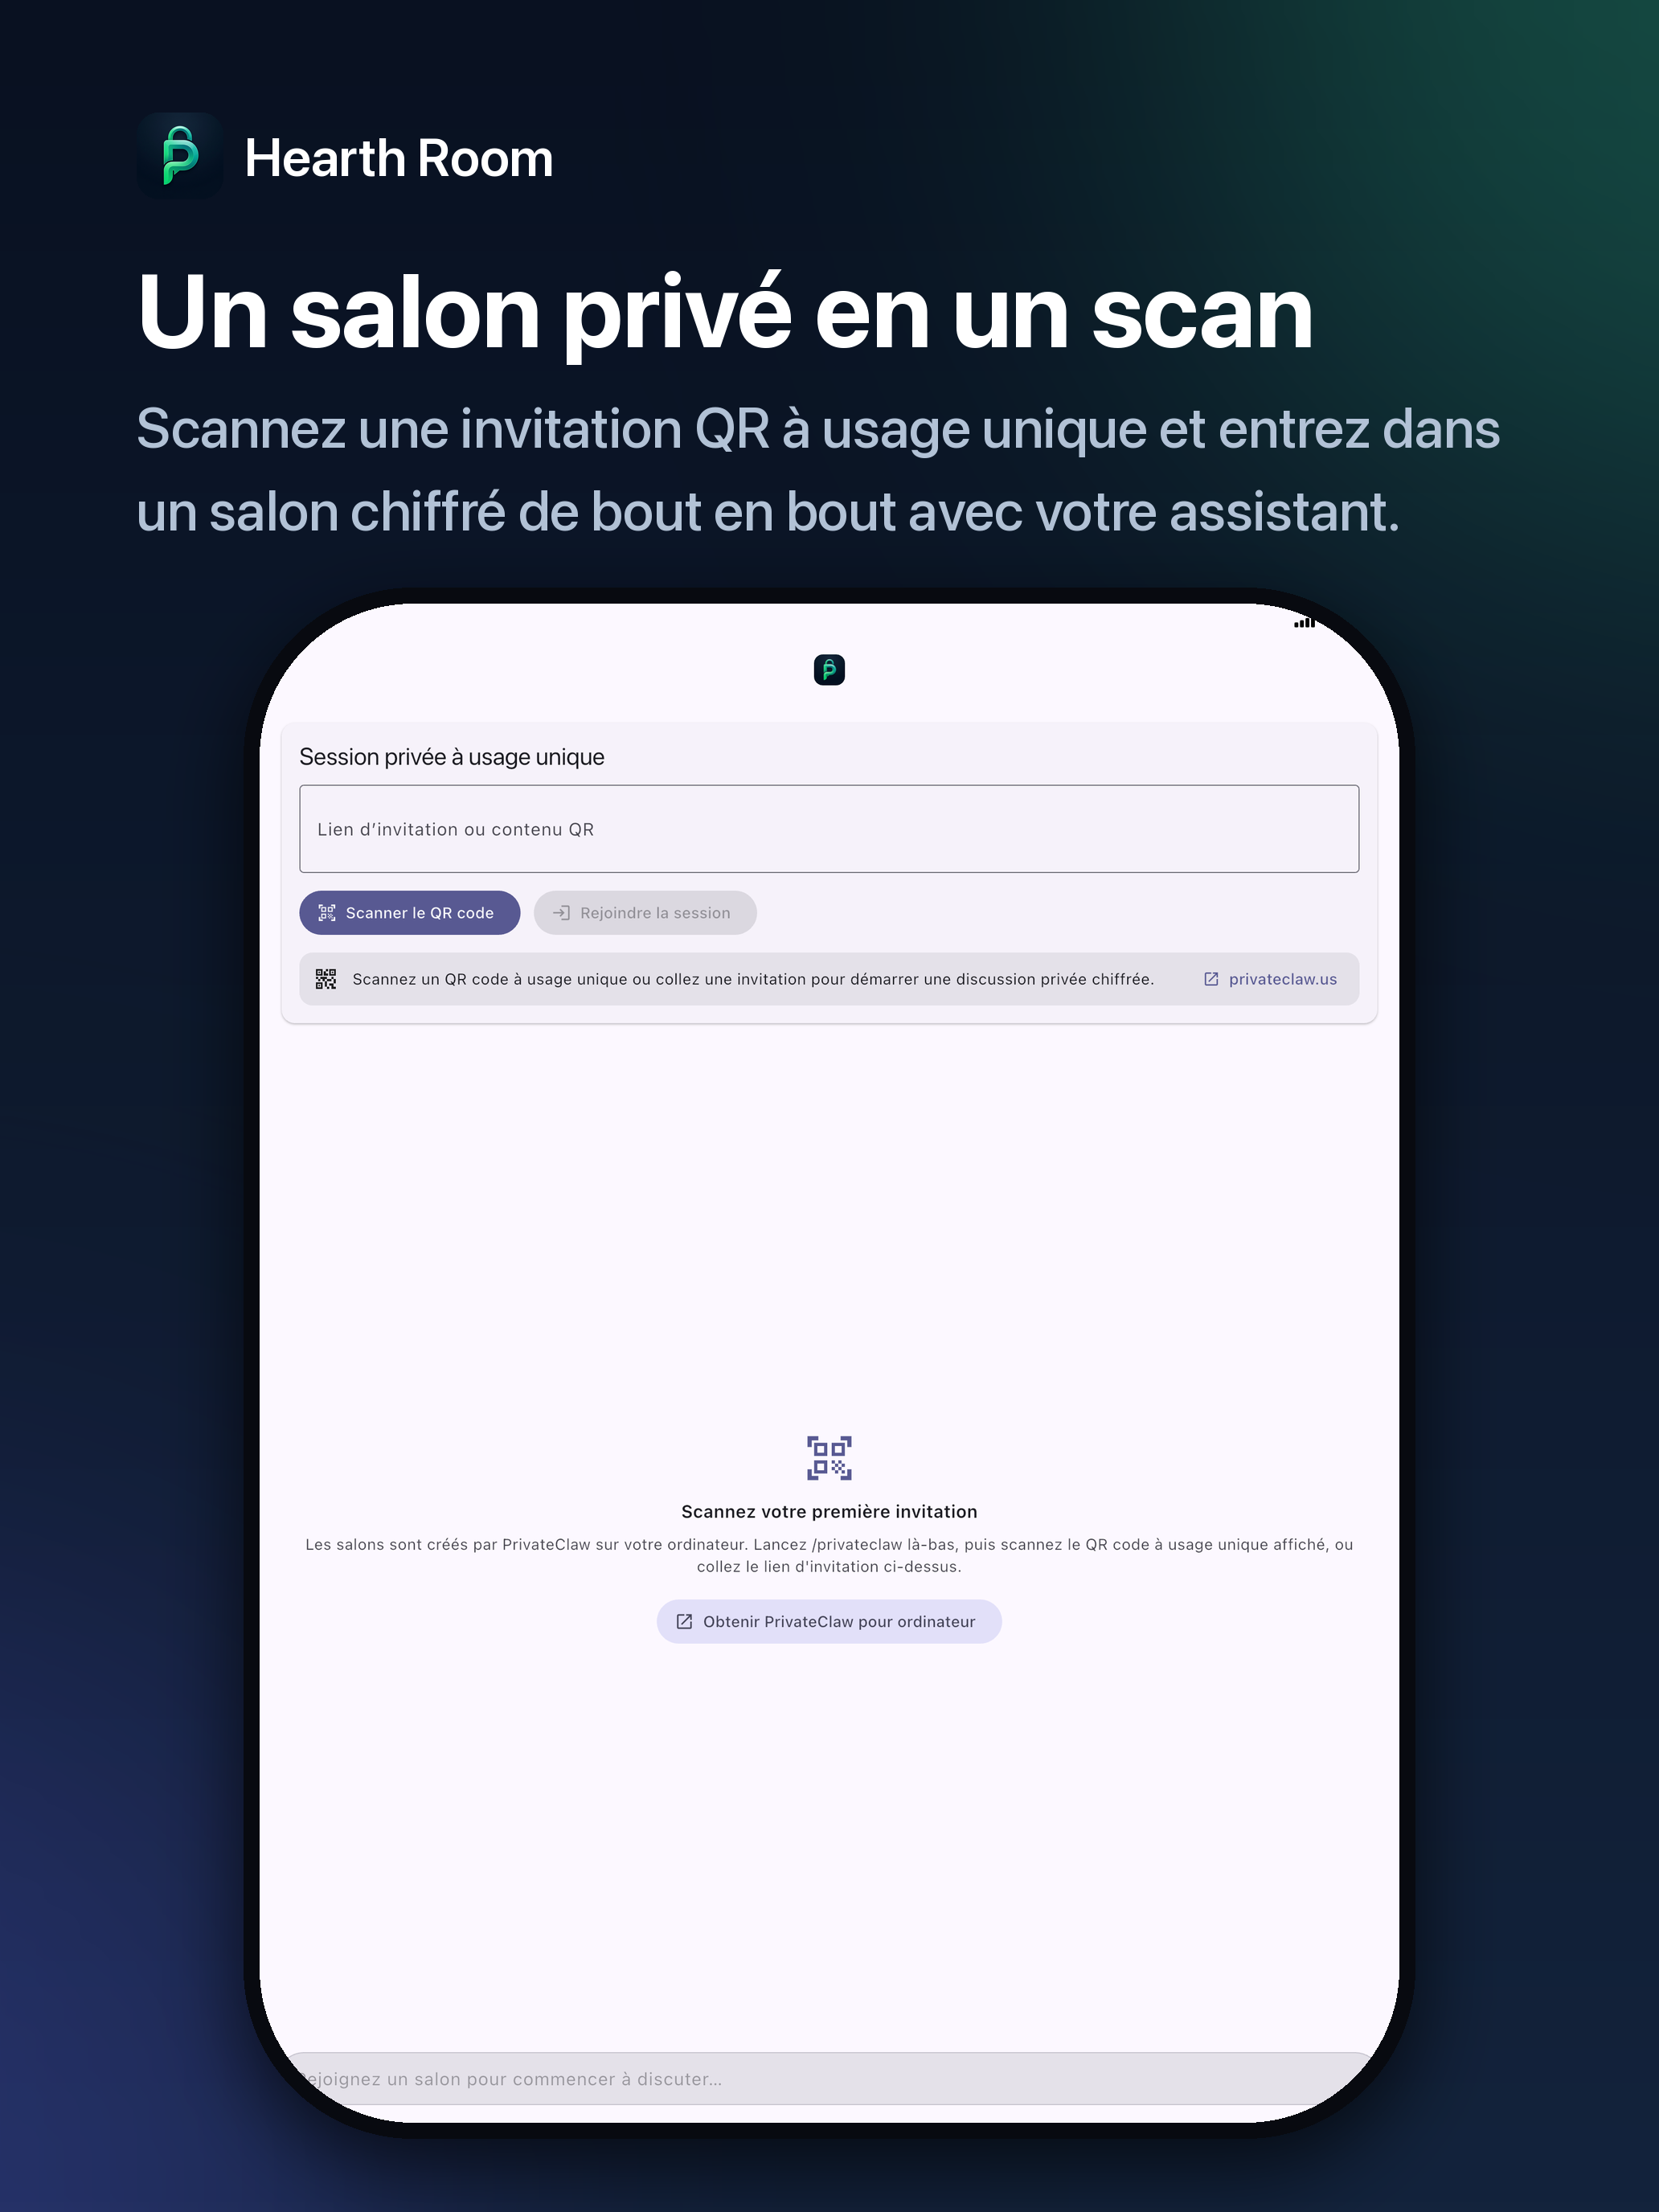 Hearth Room
Un salon privé en un scan
Scannez une invitation QR à usage unique et entrez dans
un salon chiffré de bout en bout avec votre assistant.
Session privée à usage unique
Lien d’invitation ou contenu QR
Scanner le QR code
Rejoindre la session
Scannez un QR code à usage unique ou collez une invitation pour démarrer une discussion privée chiffrée.
privateclaw.us
Scannez votre première invitation
Les salons sont créés par PrivateClaw sur votre ordinateur. Lancez /privateclaw là-bas, puis scannez le QR code à usage unique affiché, ou
collez le lien d'invitation ci-dessus.
Obtenir PrivateClaw pour ordinateur
Rejoignez un salon pour commencer à discuter...